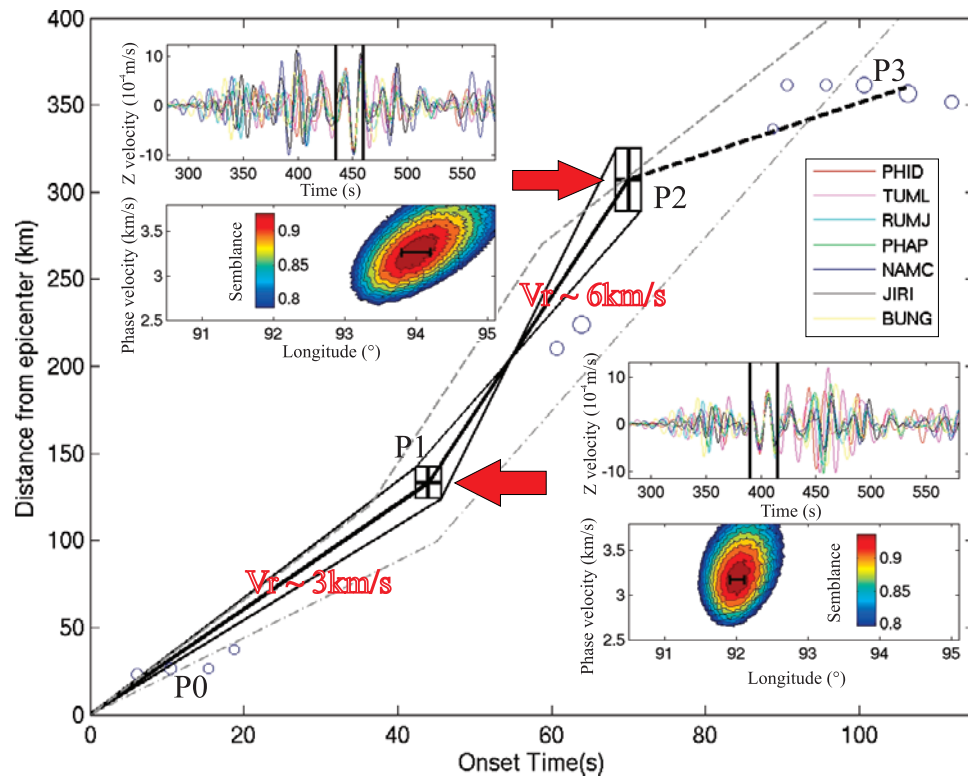 400
350
300
250
200
150
100
50
0
Distance from epicenter (km)
0
20
40
60
80
100
Onset Time(s)
P0
P1
P2
P3
Vr ~ 3km/s
Vr ~ 6km/s
Z velocity (10⁻⁴m/s)
10
0
-10
300
350
400
450
500
550
Time (s)
Phase velocity (km/s)
3.5
3
2.5
Semblance
0.9
0.85
0.8
91
92
93
94
95
Longitude (°)
PHID
TUML
RUMJ
PHAP
NAMC
JIRI
BUNG
Z velocity (10⁻⁴m/s)
10
0
-10
300
350
400
450
500
550
Time (s)
Phase velocity (km/s)
3.5
3
2.5
Semblance
0.9
0.85
0.8
91
92
93
94
95
Longitude (°)